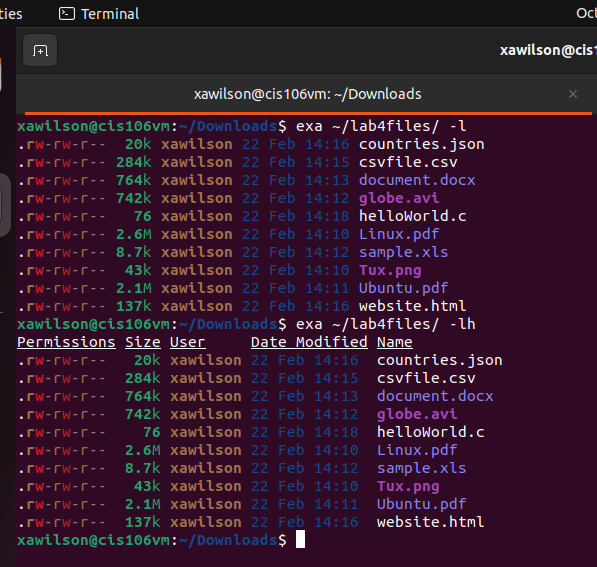 ties Terminal Oct
xawilson@cis
xawilson@cis106vm: ~/Downloads ×
xawilson@cis106vm:~/Downloads$ exa ~/lab4files/ -l
.rw-rw-r-- 20k xawilson 22 Feb 14:16 countries.json
.rw-rw-r-- 284k xawilson 22 Feb 14:15 csvfile.csv
.rw-rw-r-- 764k xawilson 22 Feb 14:13 document.docx
.rw-rw-r-- 742k xawilson 22 Feb 14:12 globe.avi
.rw-rw-r-- 76 xawilson 22 Feb 14:18 helloWorld.c
.rw-rw-r-- 2.6M xawilson 22 Feb 14:10 Linux.pdf
.rw-rw-r-- 8.7k xawilson 22 Feb 14:12 sample.xls
.rw-rw-r-- 43k xawilson 22 Feb 14:10 Tux.png
.rw-rw-r-- 2.1M xawilson 22 Feb 14:11 Ubuntu.pdf
.rw-rw-r-- 137k xawilson 22 Feb 14:16 website.html
xawilson@cis106vm:~/Downloads$ exa ~/lab4files/ -lh
Permissions Size User Date Modified Name
.rw-rw-r-- 20k xawilson 22 Feb 14:16 countries.json
.rw-rw-r-- 284k xawilson 22 Feb 14:15 csvfile.csv
.rw-rw-r-- 764k xawilson 22 Feb 14:13 document.docx
.rw-rw-r-- 742k xawilson 22 Feb 14:12 globe.avi
.rw-rw-r-- 76 xawilson 22 Feb 14:18 helloWorld.c
.rw-rw-r-- 2.6M xawilson 22 Feb 14:10 Linux.pdf
.rw-rw-r-- 8.7k xawilson 22 Feb 14:12 sample.xls
.rw-rw-r-- 43k xawilson 22 Feb 14:10 Tux.png
.rw-rw-r-- 2.1M xawilson 22 Feb 14:11 Ubuntu.pdf
.rw-rw-r-- 137k xawilson 22 Feb 14:16 website.html
xawilson@cis106vm:~/Downloads$